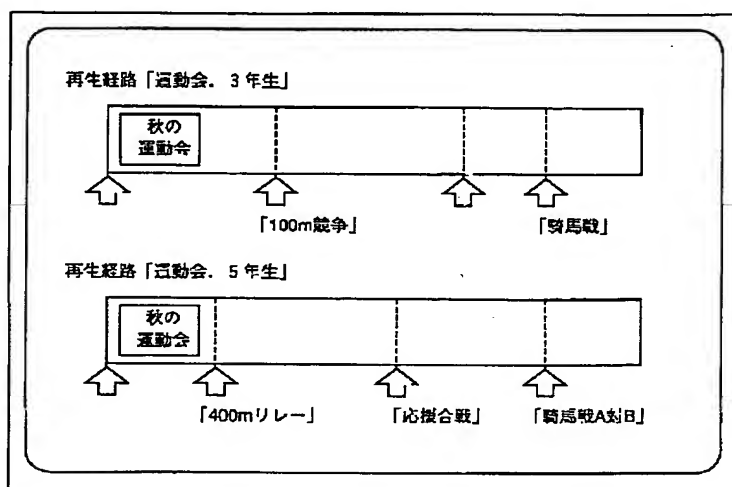 再生経路「運動会．3年生」
秋の
運動会
「100m競争」
「騎馬戦」
再生経路「運動会．5年生」
秋の
運動会
「400mリレー」
「応援合戦」
「騎馬戦A対B」